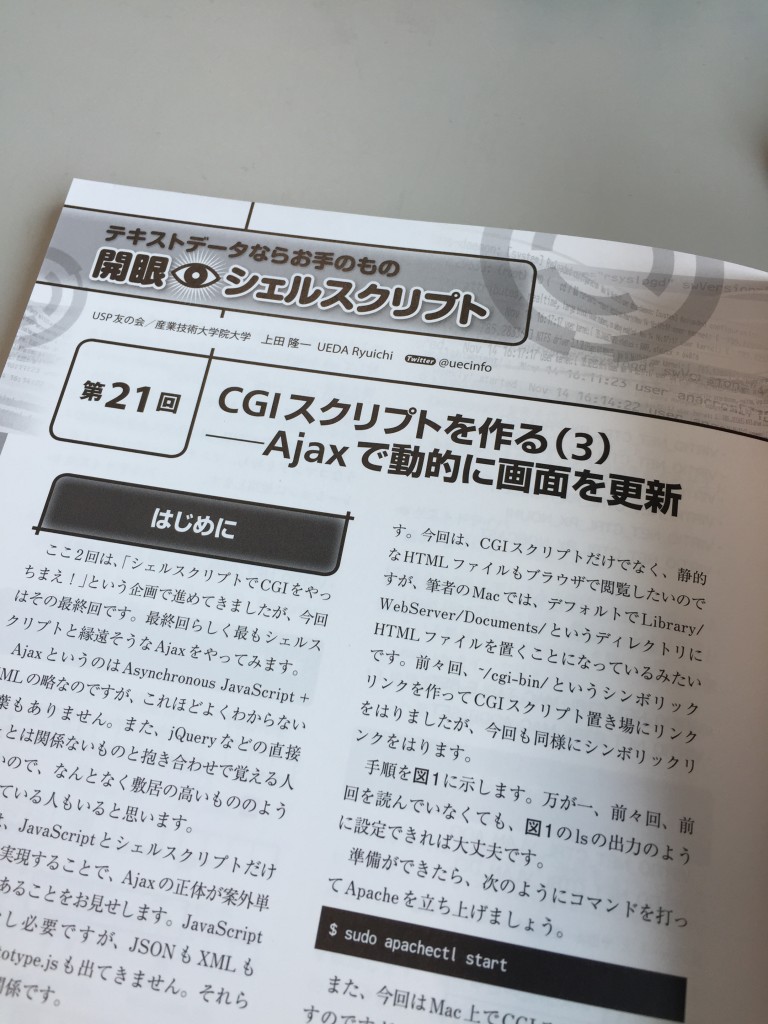 テキストデータならお手のもの
開眼シェルスクリプト
USP友の会／産業技術大学院大学 上田 隆一 UEDA Ryuichi Twitter @uecinfo
第21回
CGIスクリプトを作る(3)
——Ajaxで動的に画面を更新
はじめに
ここ2回は、「シェルスクリプトでCGIをやっ
ちまえ！」という企画で進めてきましたが、今回
はその最終回です。最終回らしく最もシェルス
クリプトと縁遠そうなAjaxをやってみます。
AjaxというのはAsynchronous JavaScript +
MLの略なのですが、これほどよくわからない
葉もありません。また、jQueryなどの直接
とは関係ないものと抱き合わせで覚える人
いので、なんとなく敷居の高いもののよう
ている人もいると思います。
は、JavaScriptとシェルスクリプトだけ
実現することで、Ajaxの正体が案外単
あることをお見せします。JavaScript
し必要ですが、JSONもXMLも
totype.jsも出てきません。それら
関係です。
す。今回は、CGIスクリプトだけでなく、静的
なHTMLファイルもブラウザで閲覧したいので
すが、筆者のMacでは、デフォルトでLibrary/
WebServer/Documents/というディレクトリに
HTMLファイルを置くことになっているみたい
です。前々回、~/cgi-bin/というシンボリック
リンクを作ってCGIスクリプト置き場にリンク
をはりましたが、今回も同様にシンボリックリ
ンクをはります。
手順を図1に示します。万が一、前々回、前
回を読んでいなくても、図1のlsの出力のよう
に設定できれば大丈夫です。
準備ができたら、次のようにコマンドを打っ
てApacheを立ち上げましょう。
$ sudo apachectl start
また、今回はMac上でCGI
すのですが